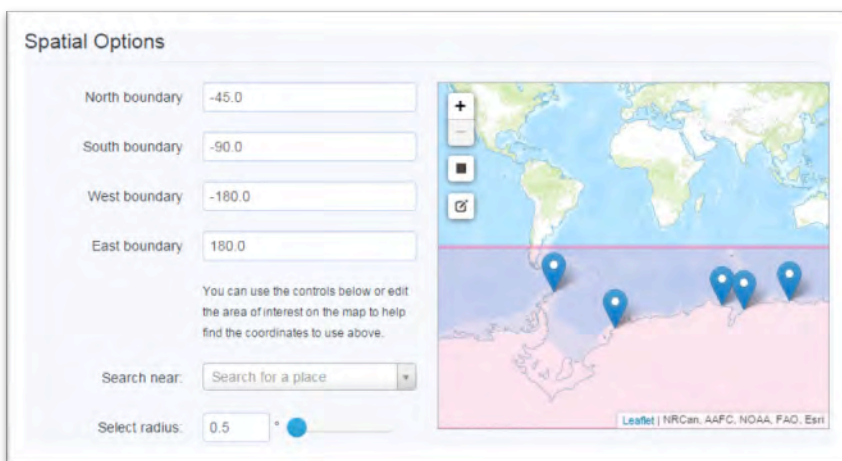 Spatial Options
North boundary -45.0
South boundary -90.0
West boundary -180.0
East boundary 180.0
You can use the controls below or edit
the area of interest on the map to help
find the coordinates to use above.
Search near: Search for a place
Select radius: 0.5 °
+
−
Leaflet | NRCan, AAFC, NOAA, FAO, Esri